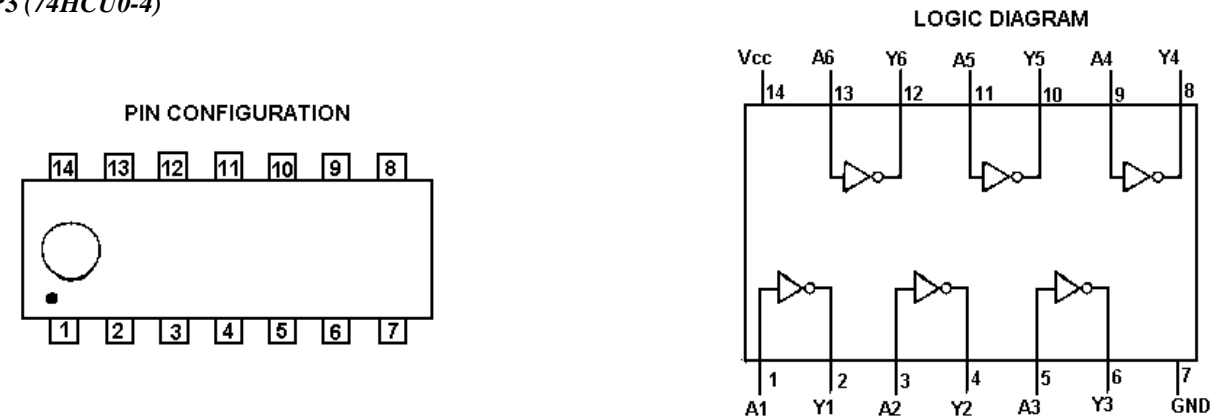 (74HCU0-4)
LOGIC DIAGRAM
Vcc A6 Y6 A5 Y5 A4 Y4
14 13 12 11 10 9 8
PIN CONFIGURATION
14 13 12 11 10 9 8
1 2 3 4 5 6 7
1 2 3 4 5 6 7
A1 Y1 A2 Y2 A3 Y3 GND